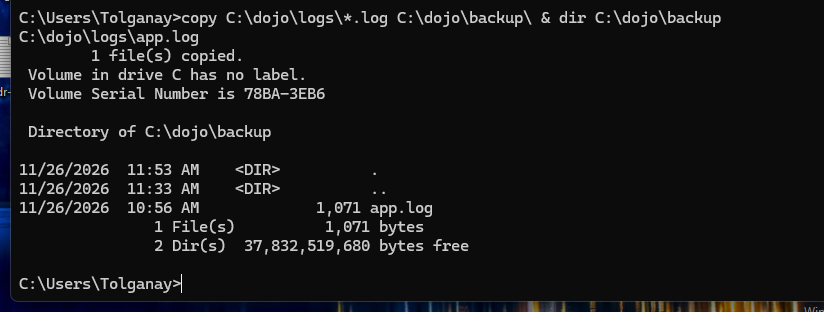 C:\Users\Tolganay>copy C:\dojo\logs\*.log C:\dojo\backup\ & dir C:\dojo\backup
C:\dojo\logs\app.log
        1 file(s) copied.
 Volume in drive C has no label.
 Volume Serial Number is 78BA-3EB6

 Directory of C:\dojo\backup

11/26/2026  11:53 AM    <DIR>          .
11/26/2026  11:33 AM    <DIR>          ..
11/26/2026  10:56 AM             1,071 app.log
               1 File(s)          1,071 bytes
               2 Dir(s)  37,832,519,680 bytes free

C:\Users\Tolganay>